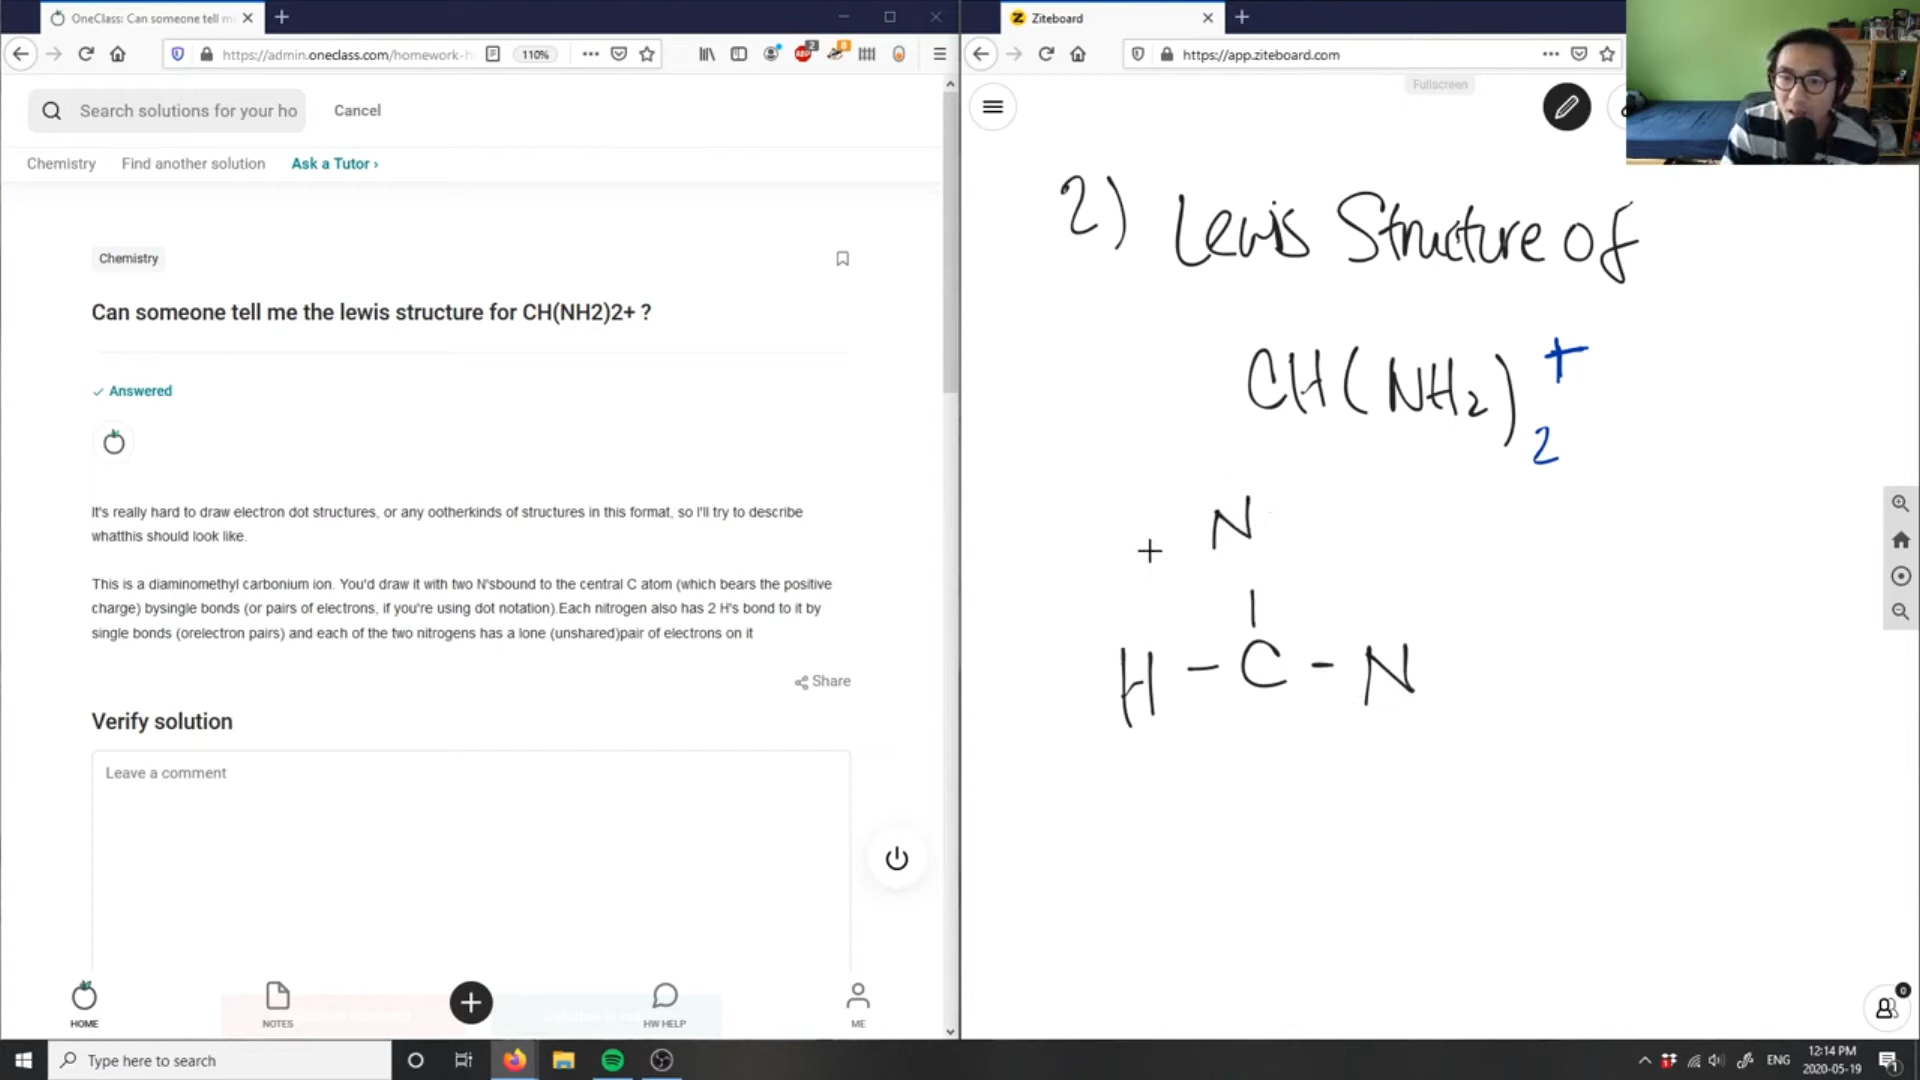 OneClass: Can someone tell m
https://admin.oneclass.com/homework-h
110%
2
8
Search solutions for your ho
Cancel
Chemistry
Find another solution
Ask a Tutor ›
Chemistry
Can someone tell me the lewis structure for CH(NH2)2+ ?
Answered
It's really hard to draw electron dot structures, or any ootherkinds of structures in this format, so I'll try to describe
whatthis should look like.
This is a diaminomethyl carbonium ion. You'd draw it with two N'sbound to the central C atom (which bears the positive
charge) bysingle bonds (or pairs of electrons, if you're using dot notation).Each nitrogen also has 2 H's bond to it by
single bonds (orelectron pairs) and each of the two nitrogens has a lone (unshared)pair of electrons on it
Share
Verify solution
Leave a comment
HOME
NOTES
HW HELP
ME
Ziteboard
https://app.ziteboard.com
Fullscreen
2) Lewis Structure of
CH(NH2)2+
N
H - C - N
0
Type here to search
ENG
12:14 PM
2020-05-19
1